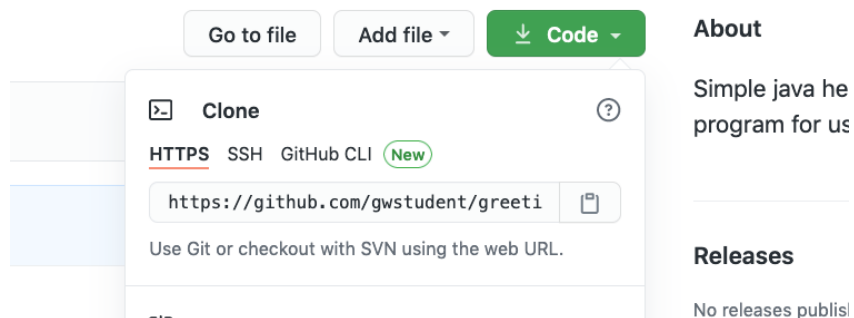 Go to file
Add file
Code
About
Clone
Simple java he
program for us
HTTPS SSH GitHub CLI New
https://github.com/gwstudent/greeti
Use Git or checkout with SVN using the web URL.
Releases
No releases publis